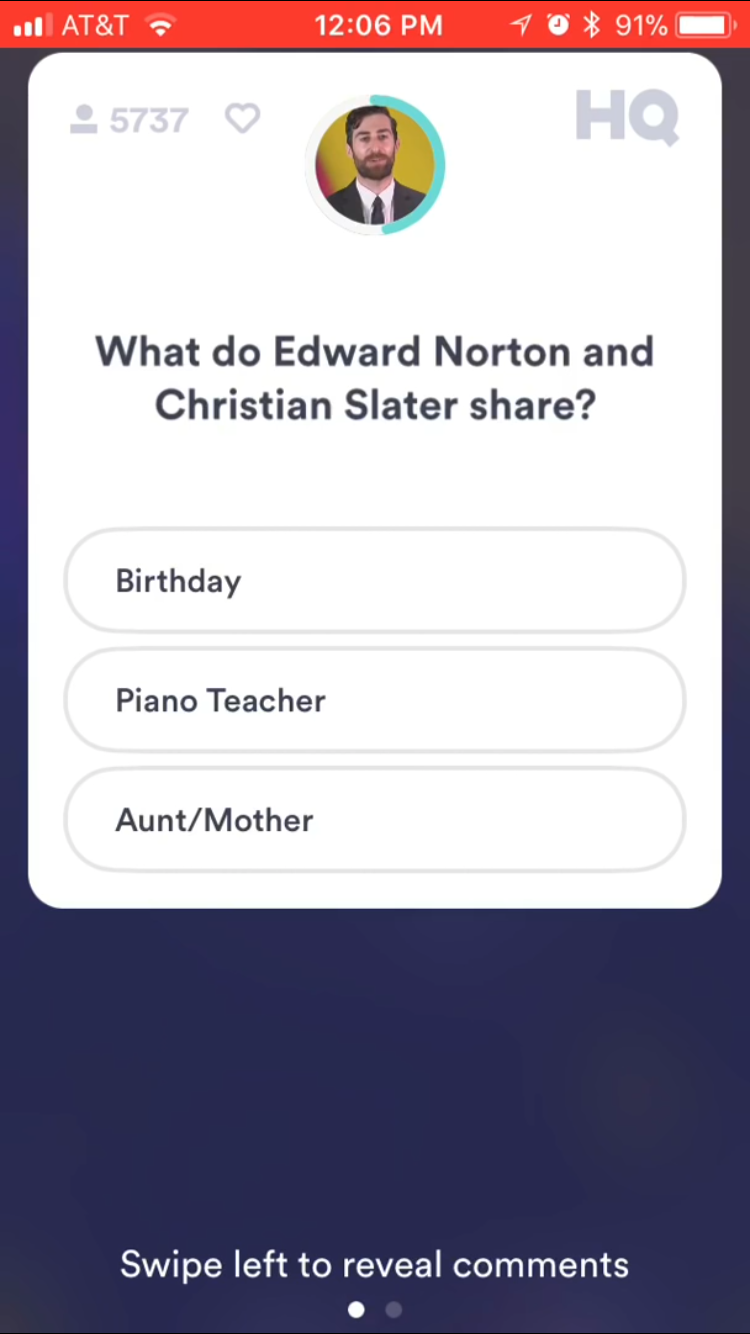 AT&T 12:06 PM 91%
5737 HQ
What do Edward Norton and
Christian Slater share?
Birthday
Piano Teacher
Aunt/Mother
Swipe left to reveal comments